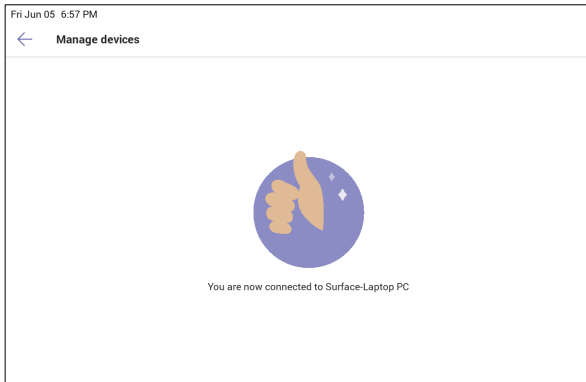 Fri Jun 05 6:57 PM
Manage devices
You are now connected to Surface-Laptop PC